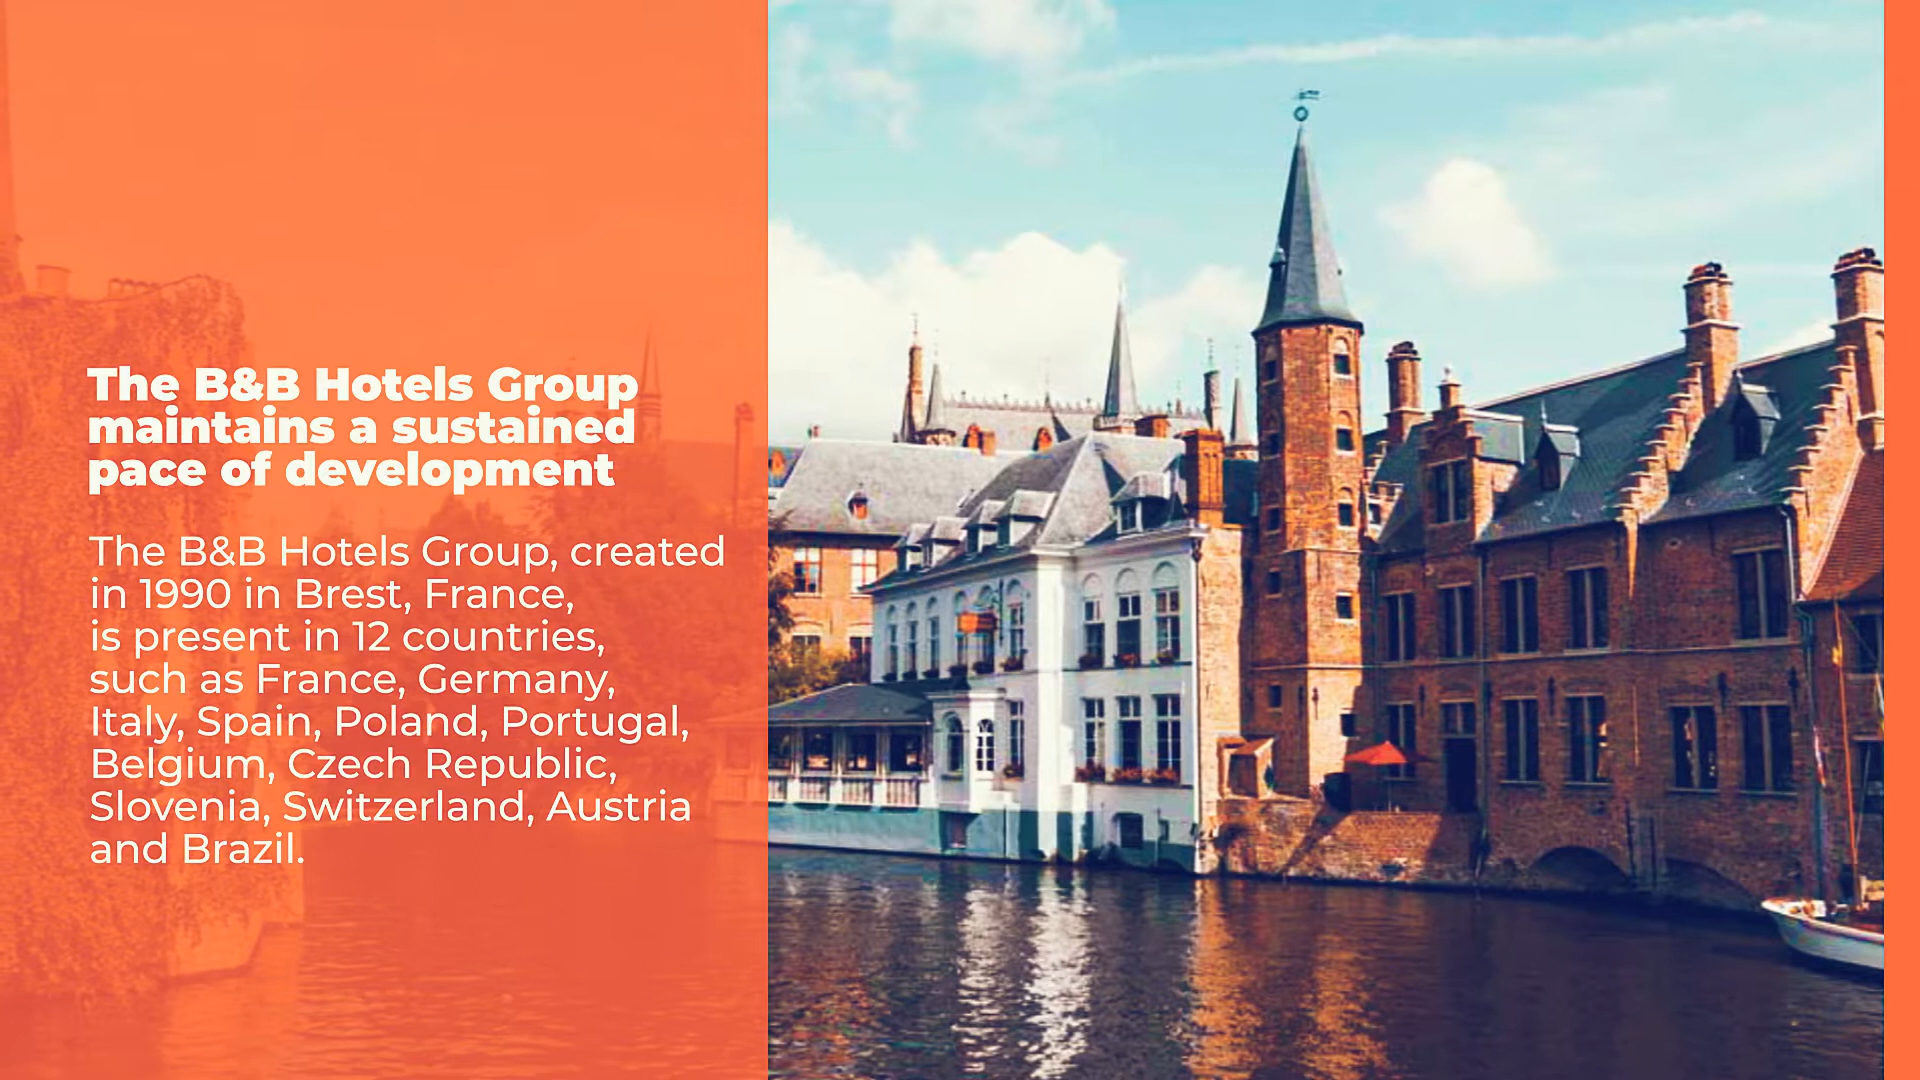 The B&B Hotels Group
maintains a sustained
pace of development
The B&B Hotels Group, created
in 1990 in Brest, France,
is present in 12 countries,
such as France, Germany,
Italy, Spain, Poland, Portugal,
Belgium, Czech Republic,
Slovenia, Switzerland, Austria
and Brazil.